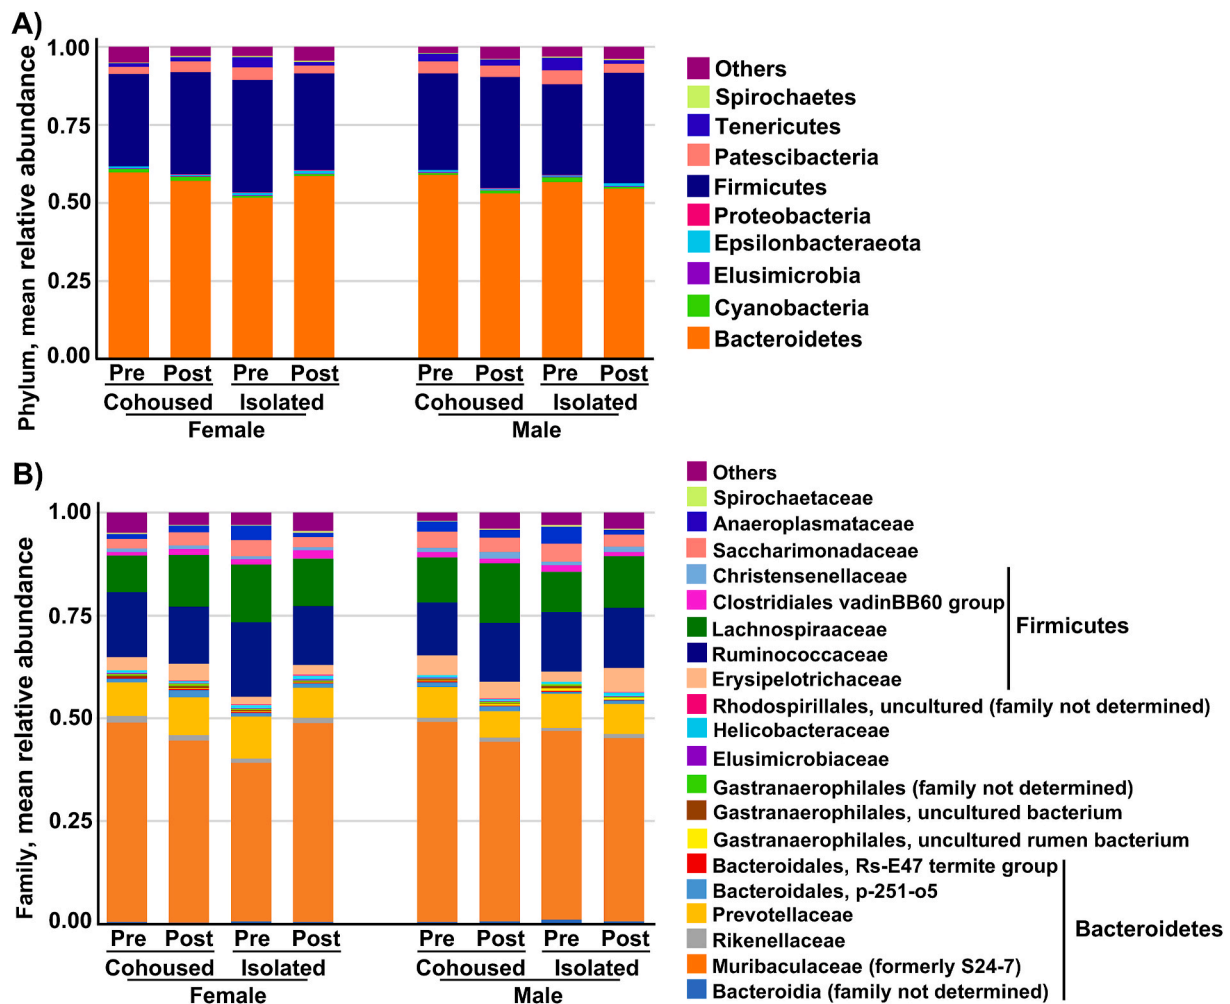 A)
Phylum, mean relative abundance
1.00
0.75
0.50
0.25
0.00
Pre Post Pre Post Pre Post Pre Post
Cohoused Isolated Cohoused Isolated
Female Male
Others
Spirochaetes
Tenericutes
Patescibacteria
Firmicutes
Proteobacteria
Epsilonbacteraeota
Elusimicrobia
Cyanobacteria
Bacteroidetes
B)
Family, mean relative abundance
1.00
0.75
0.50
0.25
0.00
Pre Post Pre Post Pre Post Pre Post
Cohoused Isolated Cohoused Isolated
Female Male
Others
Spirochaetaceae
Anaeroplasmataceae
Saccharimonadaceae
Christensenellaceae
Clostridiales vadinBB60 group
Lachnospiraaceae
Ruminococcaceae
Erysipelotrichaceae
Firmicutes
Rhodospirillales, uncultured (family not determined)
Helicobacteraceae
Elusimicrobiaceae
Gastranaerophilales (family not determined)
Gastranaerophilales, uncultured bacterium
Gastranaerophilales, uncultured rumen bacterium
Bacteroidales, Rs-E47 termite group
Bacteroidales, p-251-o5
Prevotellaceae
Rikenellaceae
Muribaculaceae (formerly S24-7)
Bacteroidia (family not determined)
Bacteroidetes